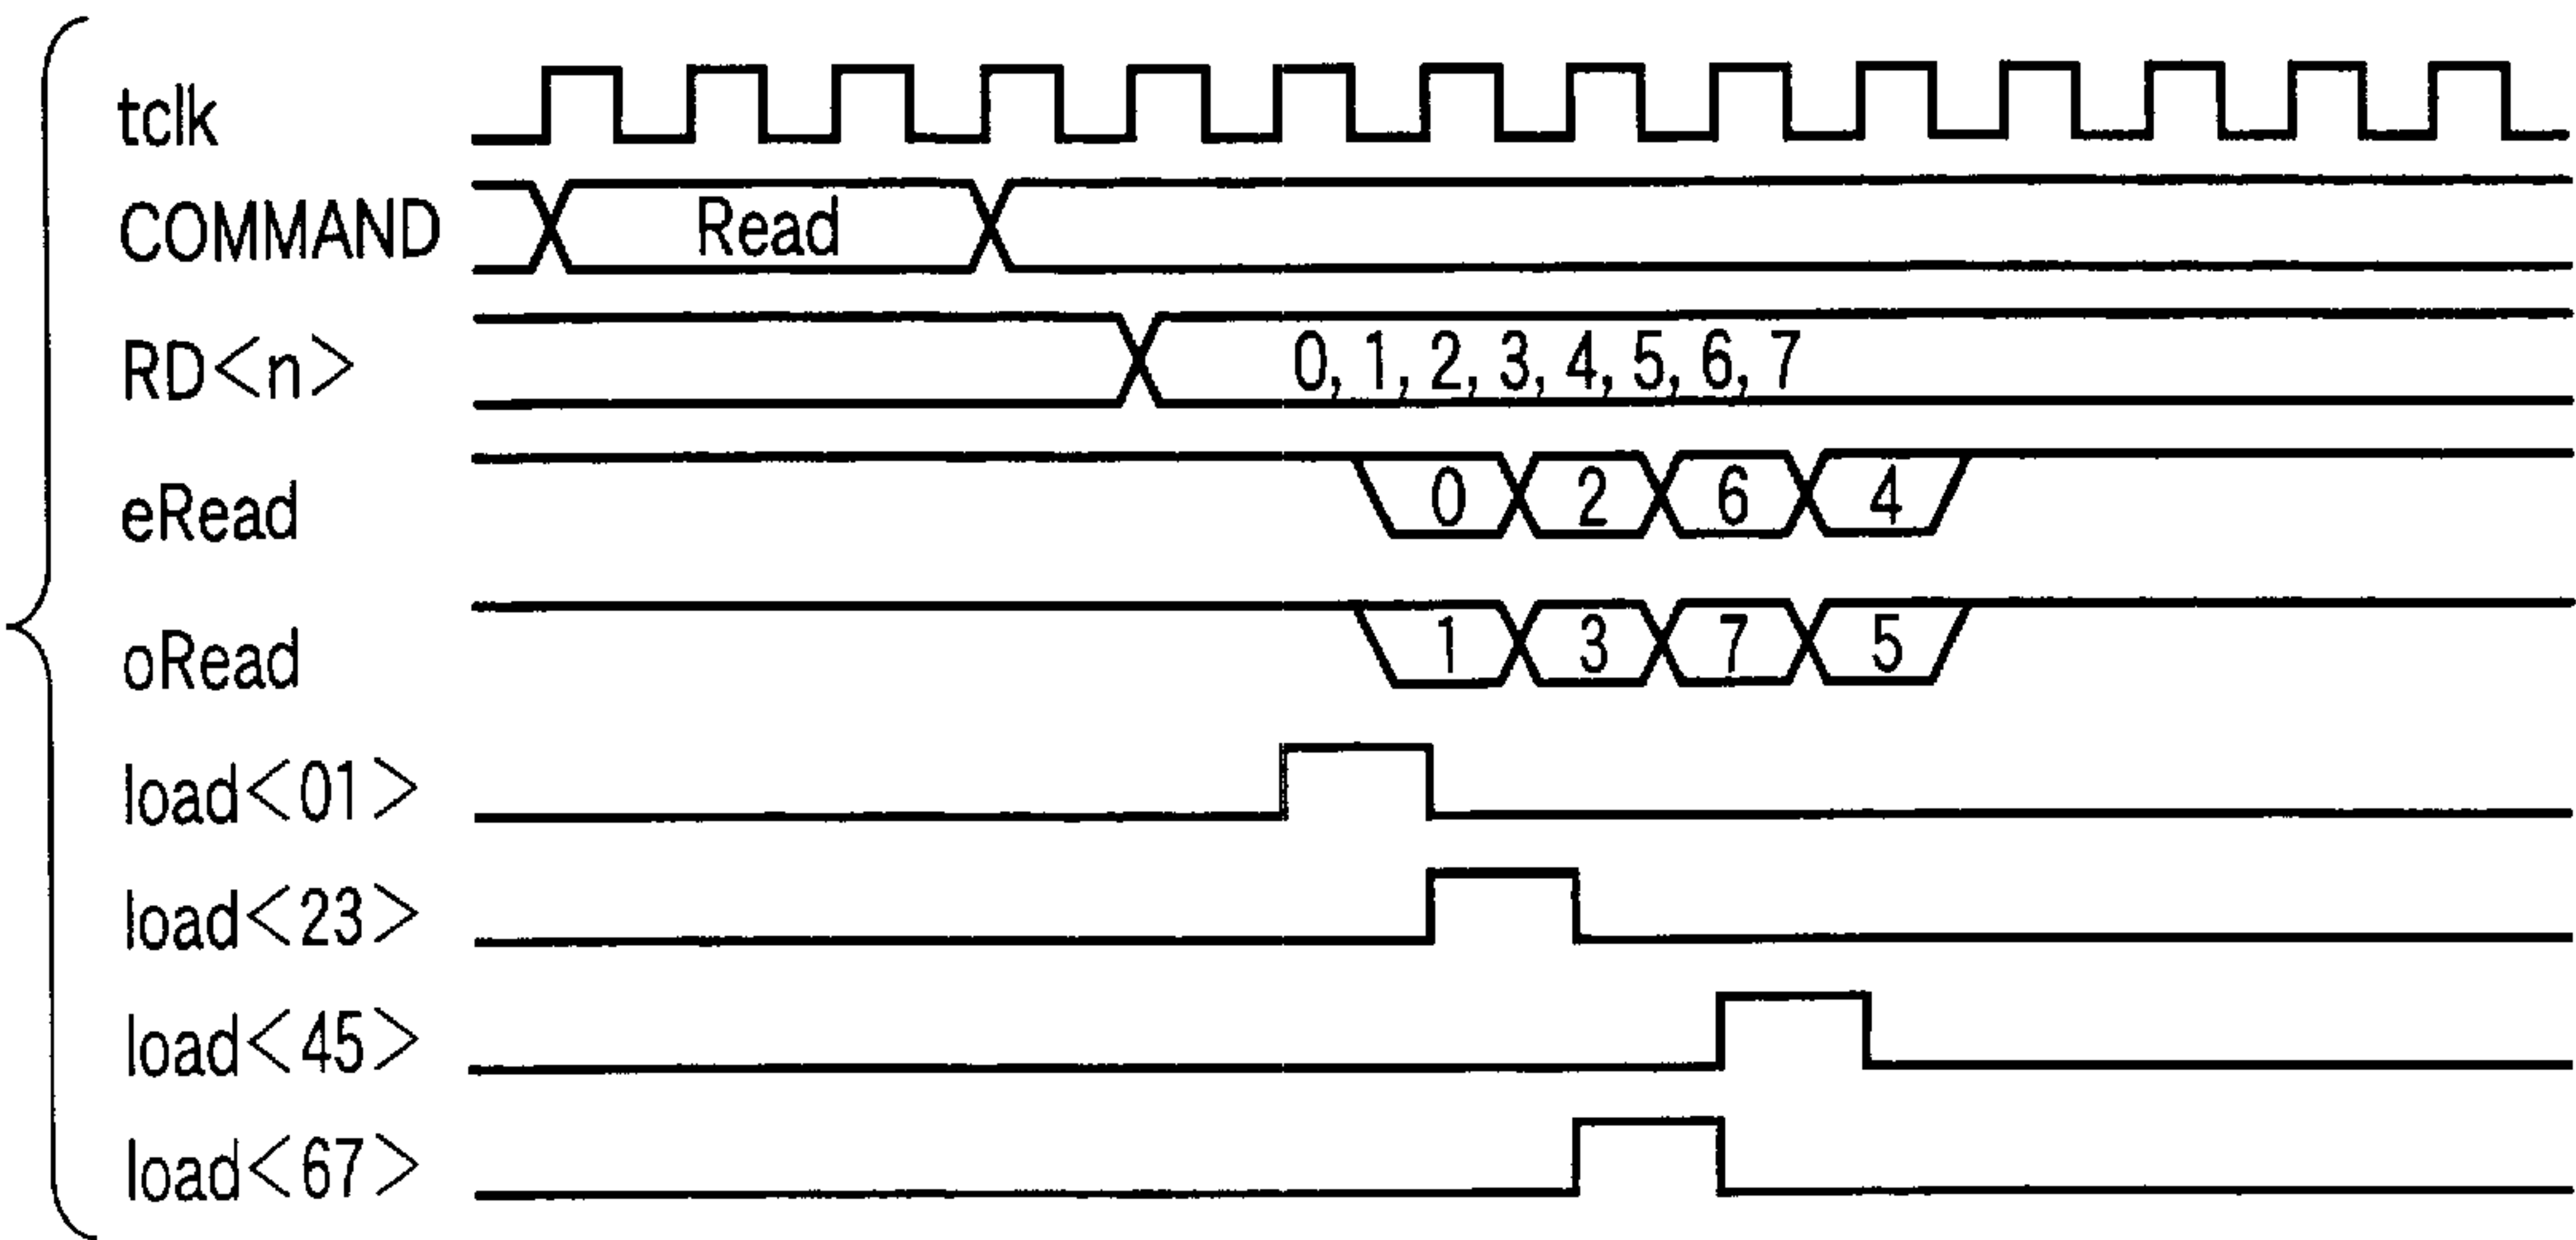 tclk
COMMAND Read
RD<n> 0, 1, 2, 3, 4, 5, 6, 7
eRead 0 2 6 4
oRead 1 3 7 5
load<01>
load<23>
load<45>
load<67>